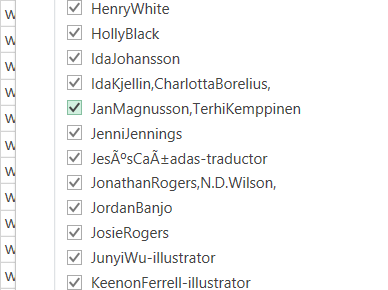 HenryWhite
HollyBlack
IdaJohansson
IdaKjellin,CharlottaBorelius,
JanMagnusson,TerhiKemppinen
JenniJennings
JesÃºsCaÃ±adas-traductor
JonathanRogers,N.D.Wilson,
JordanBanjo
JosieRogers
JunyiWu-illustrator
KeenonFerrell-illustrator